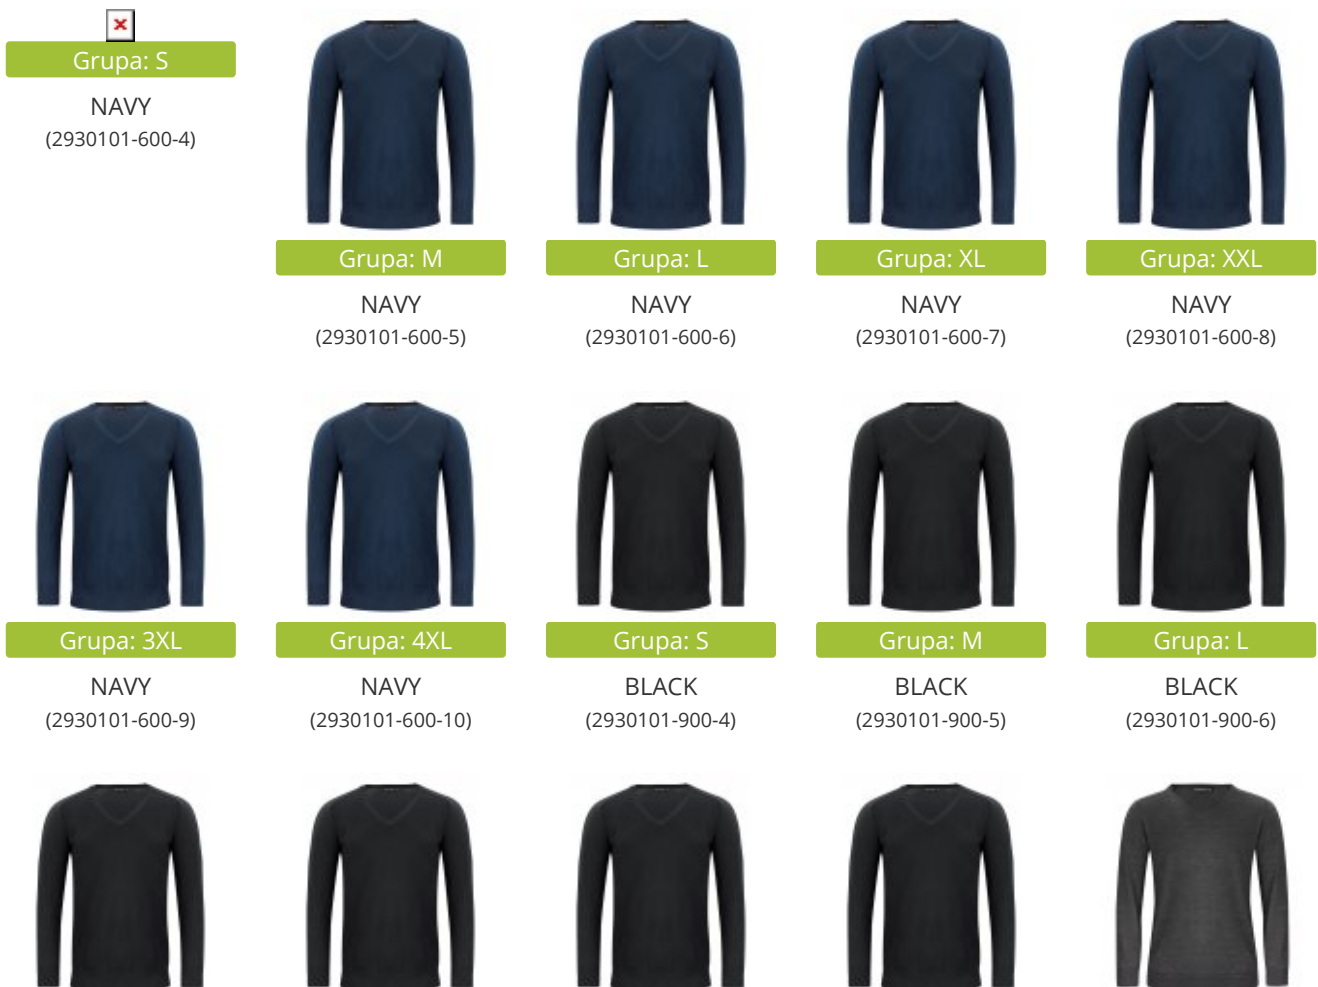 Grupa: S
NAVY
(2930101-600-4)
Grupa: M
NAVY
(2930101-600-5)
Grupa: L
NAVY
(2930101-600-6)
Grupa: XL
NAVY
(2930101-600-7)
Grupa: XXL
NAVY
(2930101-600-8)
Grupa: 3XL
NAVY
(2930101-600-9)
Grupa: 4XL
NAVY
(2930101-600-10)
Grupa: S
BLACK
(2930101-900-4)
Grupa: M
BLACK
(2930101-900-5)
Grupa: L
BLACK
(2930101-900-6)